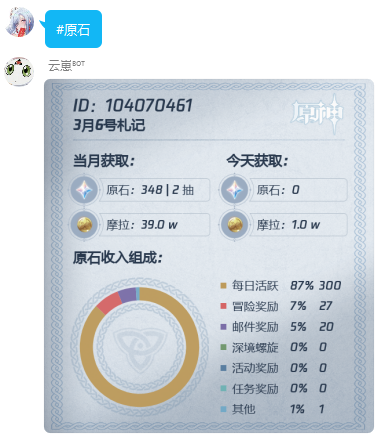 #原石
云崽BOT
ID：104070461
3月6号札记
原神
当月获取： 今天获取：
原石：348 | 2 抽 原石：0
摩拉：39.0 w 摩拉：1.0 w
原石收入组成：
每日活跃 87% 300
冒险奖励 7% 27
邮件奖励 5% 20
深境螺旋 0% 0
活动奖励 0% 0
任务奖励 0% 0
其他 1% 1